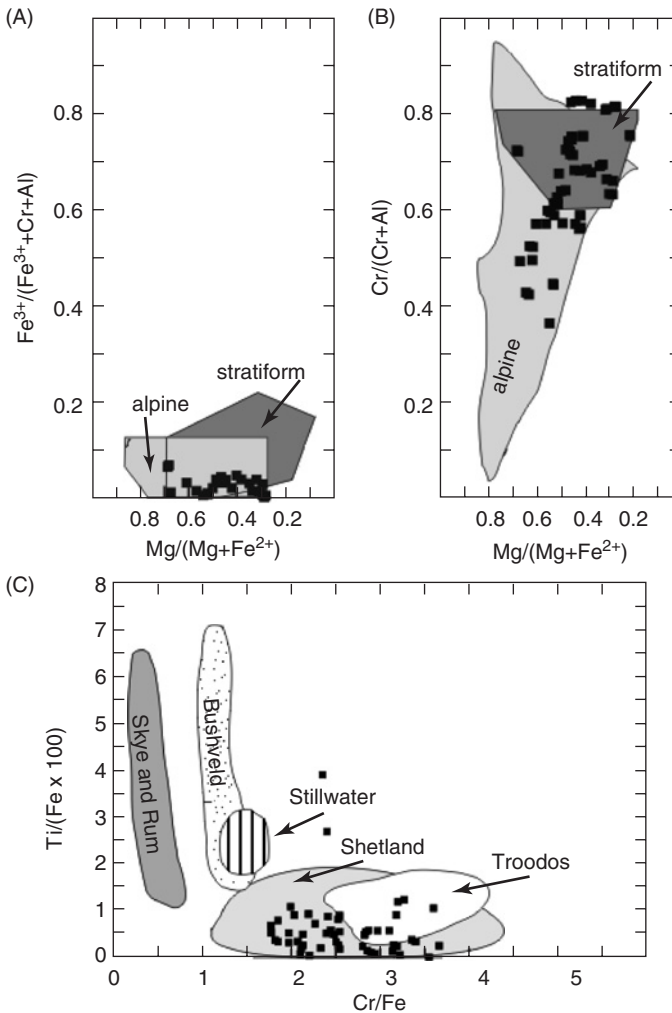 (A)
0.8
0.6
0.4
0.2
Fe³⁺/(Fe³⁺+Cr+Al)
stratiform
alpine
0.8 0.6 0.4 0.2
Mg/(Mg+Fe²⁺)
(B)
stratiform
0.8
0.6
0.4
0.2
Cr/(Cr+Al)
alpine
0.8 0.6 0.4 0.2
Mg/(Mg+Fe²⁺)
(C)
8
7
6
5
4
3
2
1
0
Ti/(Fe x 100)
Skye and Rum
Bushveld
Stillwater
Shetland
Troodos
0 1 2 3 4 5
Cr/Fe